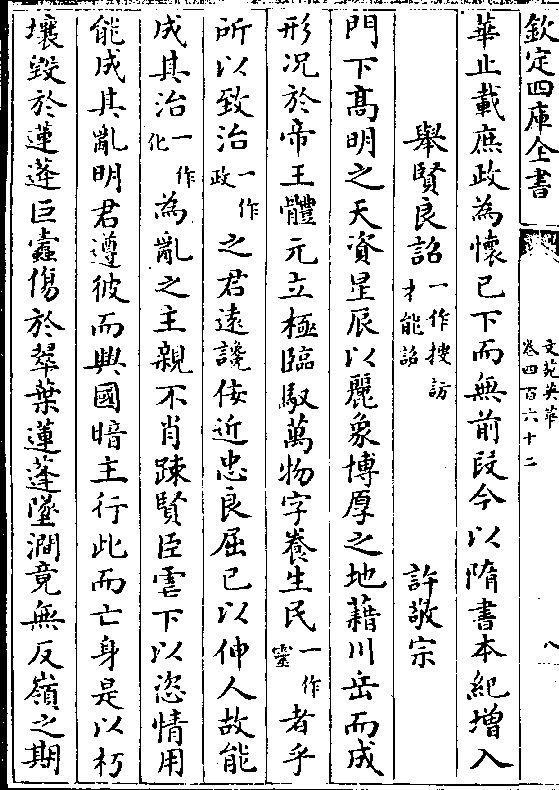 欽定四庫全書
文苑英華
卷四百六十二
八
華止載庶政為懷已下而無前段今以隋書本紀増入
舉賢良詔一作搜訪才能詔 許敬宗
門下髙明之天資星辰以麗象博厚之地藉川岳而成
形况於帝王體元立極臨馭萬物字養生民一作靈者乎
所以致治一作政之君遠讒佞近忠良屈已以伸人故能
成其治一作化為亂之主親不肖踈賢臣虐下以恣情用
能成其亂明君遵彼而興國暗主行此而亡身是以朽
壤毀於蓮蓬巨蠧傷於翠葉蓮蓬墜澗竟無反嶺之期